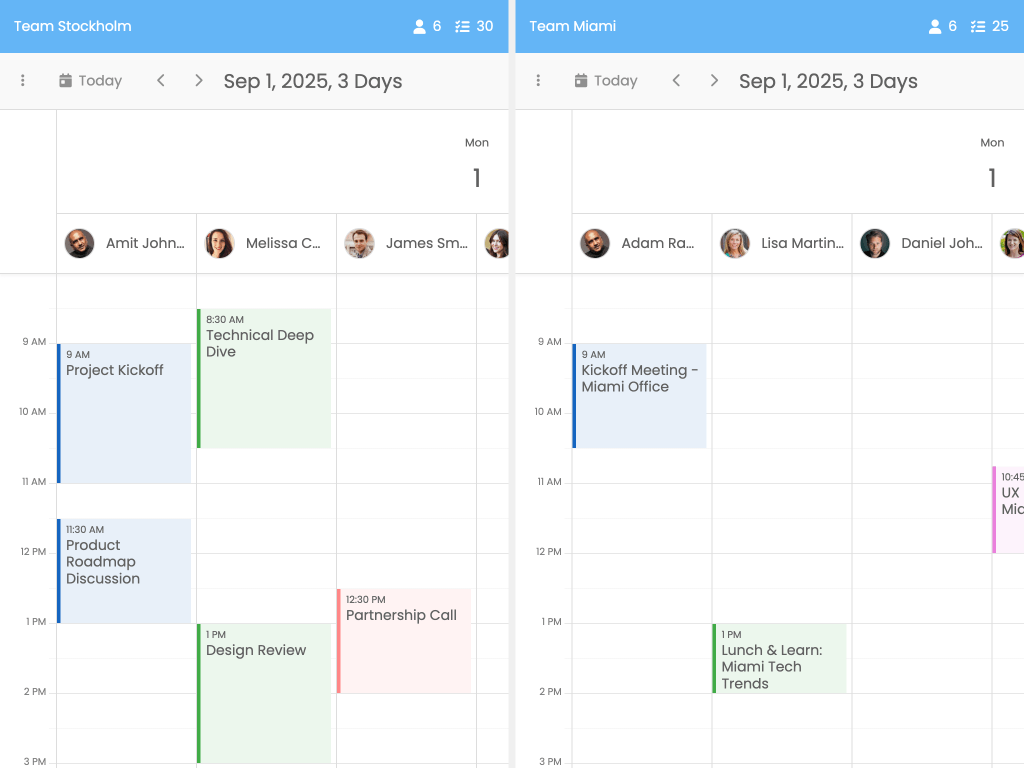 Team Stockholm
6
30
Today
Sep 1, 2025, 3 Days
Mon
1
Amit John...
Melissa C...
James Sm...
9 AM
10 AM
11 AM
12 PM
1 PM
2 PM
3 PM
9 AM
Project Kickoff
11:30 AM
Product
Roadmap
Discussion
8:30 AM
Technical Deep
Dive
1 PM
Design Review
12:30 PM
Partnership Call
Team Miami
6
25
Today
Sep 1, 2025, 3 Days
Mon
1
Adam Ra...
Lisa Martin...
Daniel Joh...
9 AM
10 AM
11 AM
12 PM
1 PM
2 PM
3 PM
9 AM
Kickoff Meeting -
Miami Office
1 PM
Lunch & Learn:
Miami Tech
Trends
10:45
UX